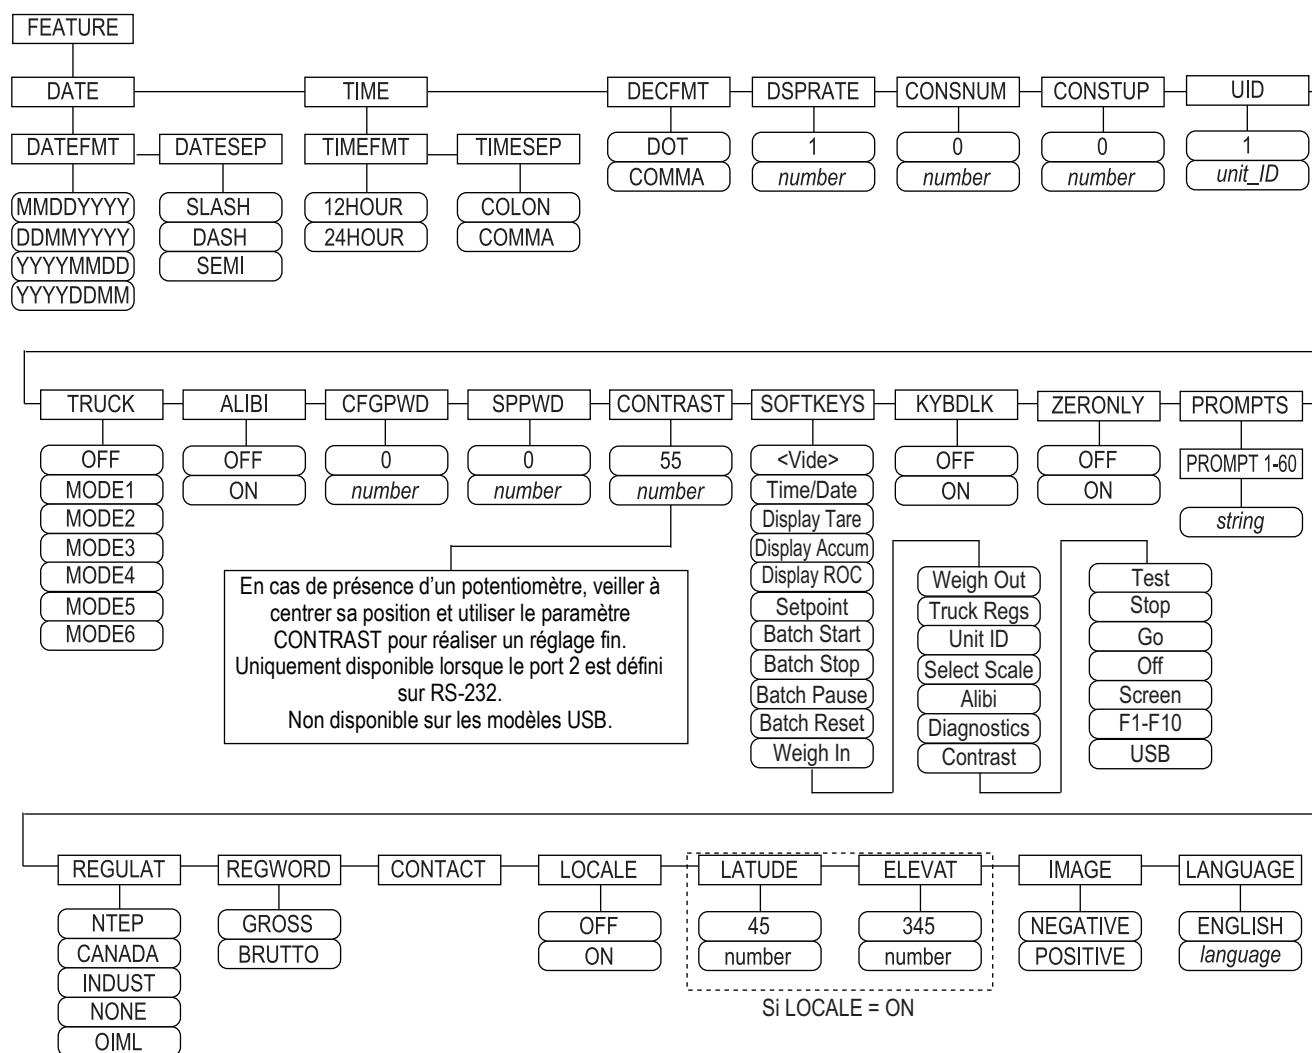 FEATURE
DATE TIME DECFMT DSPRATE CONSNUM CONSTUP UID
DATEFMT DATESEP TIMEFMT TIMESEP DOT 1 0 0 1
COMMA number number number unit_ID
MMDDYYYY SLASH 12HOUR COLON
DDMMYYYY DASH 24HOUR COMMA
YYYYMMDD SEMI
YYYYDDMM
TRUCK ALIBI CFGPWD SPPWD CONTRAST SOFTKEYS KYBDLK ZERONLY PROMPTS
OFF OFF 0 0 55 <Vide> OFF OFF PROMPT 1-60
MODE1 ON number number number Time/Date ON ON
MODE2 Display Tare string
MODE3 Display Accum
MODE4 Display ROC
MODE5 Setpoint
MODE6 Batch Start
Batch Stop
Batch Pause
Batch Reset
Weigh In
En cas de présence d'un potentiomètre, veiller à
centrer sa position et utiliser le paramètre
CONTRAST pour réaliser un réglage fin.
Uniquement disponible lorsque le port 2 est défini
sur RS-232.
Non disponible sur les modèles USB.
Weigh Out
Truck Regs
Unit ID
Select Scale
Alibi
Diagnostics
Contrast
Test
Stop
Go
Off
Screen
F1-F10
USB
REGULAT REGWORD CONTACT LOCALE LATUDE ELEVAT IMAGE LANGUAGE
NTEP GROSS OFF 45 345 NEGATIVE ENGLISH
CANADA BRUTTO ON number number POSITIVE language
INDUST
NONE
OIML
Si LOCALE = ON